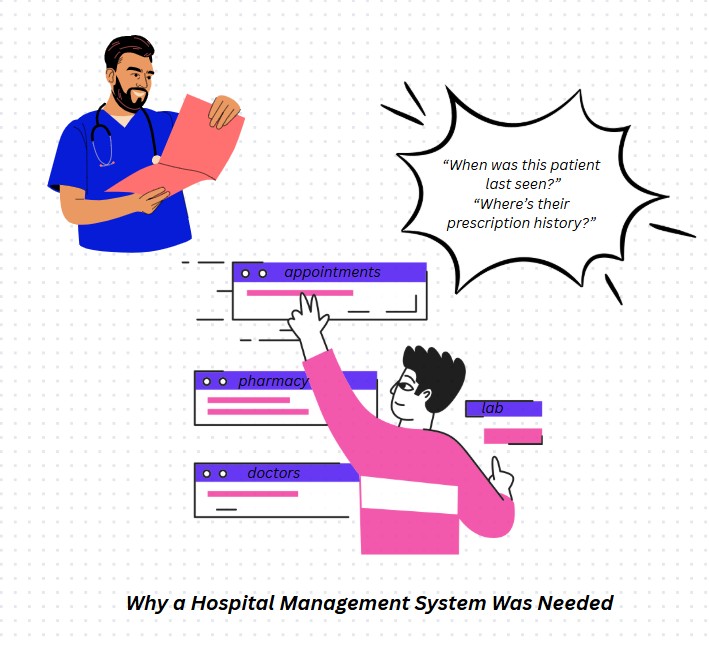 “When was this patient
last seen?”
“Where’s their
prescription history?”
appointments
pharmacy
lab
doctors
Why a Hospital Management System Was Needed